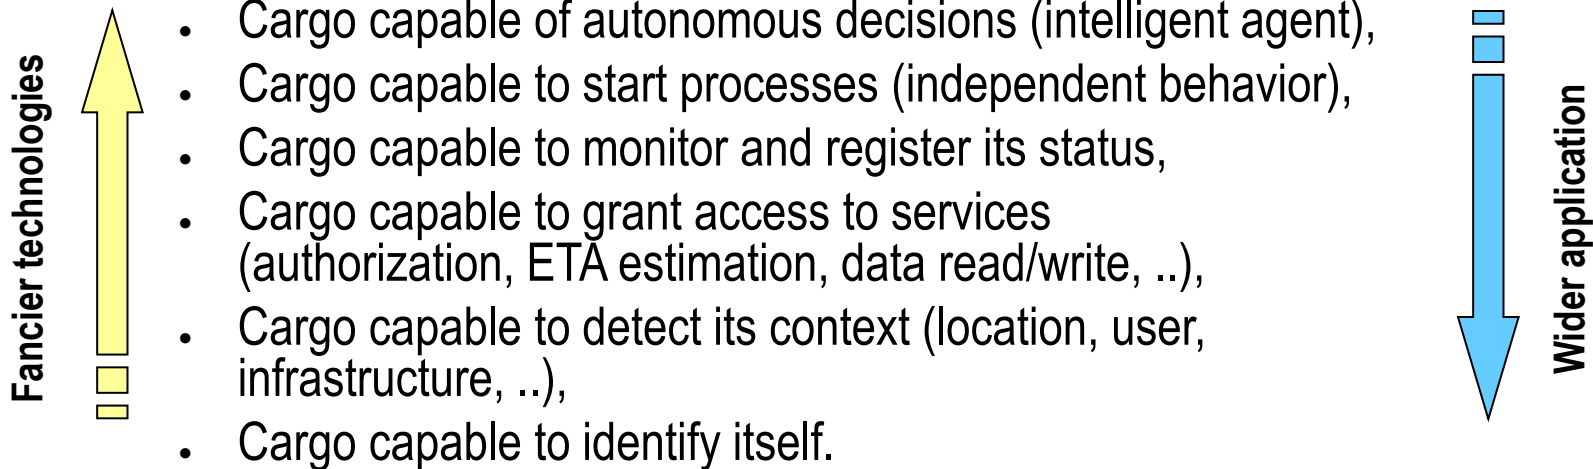 Fancier technologies
• Cargo capable of autonomous decisions (intelligent agent),
• Cargo capable to start processes (independent behavior),
• Cargo capable to monitor and register its status,
• Cargo capable to grant access to services
(authorization, ETA estimation, data read/write, ..),
• Cargo capable to detect its context (location, user,
infrastructure, ..),
• Cargo capable to identify itself.
Wider application